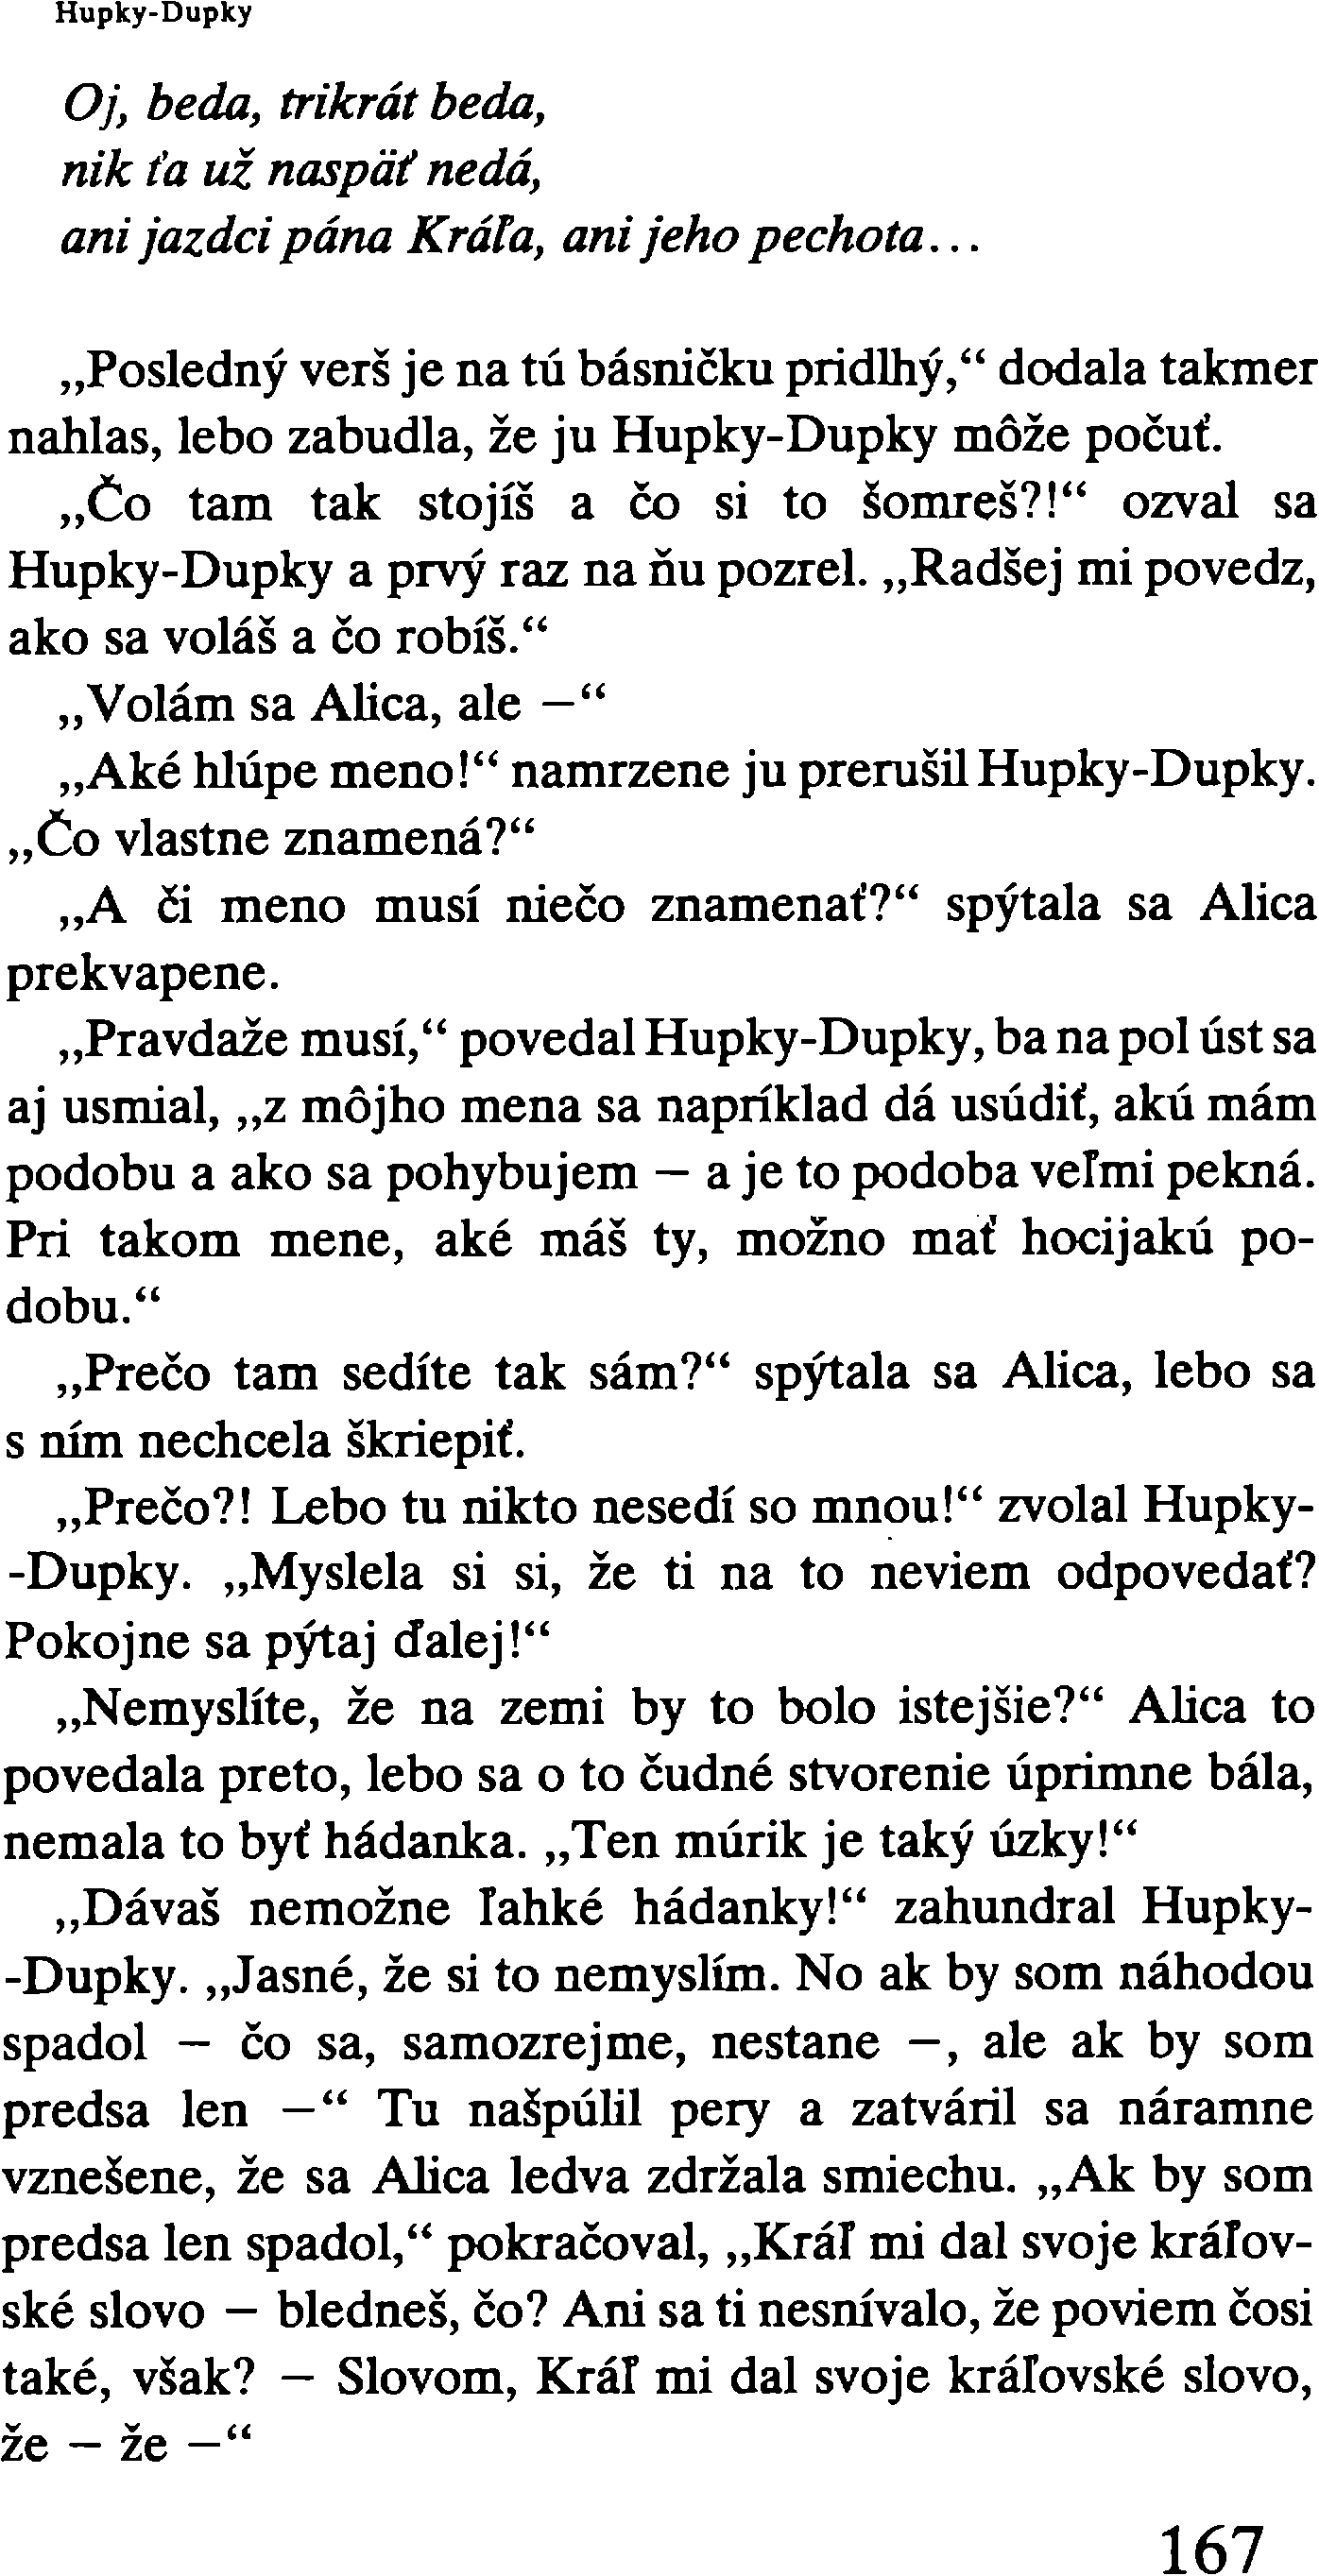 Hupky-Dupky
Oj, beda, trikrát beda,
nik ťa už naspäť nedá,
ani jazdci pána Kráľa, ani jeho pechota...
„Posledný verš je na tú básničku pridlhý,“ dodala takmer
nahlas, lebo zabudla, že ju Hupky-Dupky môže počuť.
„Čo tam tak stojíš a čo si to šomreš?!“ ozval sa
Hupky-Dupky a prvý raz na ňu pozrel. „Radšej mi povedz,
ako sa voláš a čo robíš.“
„Volám sa Alica, ale —“
„Aké hlúpe meno!“ namrzene ju prerušil Hupky-Dupky.
„Čo vlastne znamená?“
„A či meno musí niečo znamenať?“ spýtala sa Alica
prekvapene.
„Pravdaže musí,“ povedal Hupky-Dupky, ba na pol úst sa
aj usmial, „z môjho mena sa napríklad dá usúdiť, akú mám
podobu a ako sa pohybujem — a je to podoba veľmi pekná.
Pri takom mene, aké máš ty, možno mať hocijakú po-
dobu.“
„Prečo tam sedíte tak sám?“ spýtala sa Alica, lebo sa
s ním nechcela škriepiť.
„Prečo?! Lebo tu nikto nesedí so mnou!“ zvolal Hupky-
-Dupky. „Myslela si si, že ti na to neviem odpovedať?
Pokojne sa pýtaj ďalej!“
„Nemyslíte, že na zemi by to bolo istejšie?“ Alica to
povedala preto, lebo sa o to čudné stvorenie úprimne bála,
nemala to byť hádanka. „Ten múrik je taký úzky!“
„Dávaš nemožne ľahké hádanky!“ zahundral Hupky-
-Dupky. „Jasné, že si to nemyslím. No ak by som náhodou
spadol — čo sa, samozrejme, nestane —, ale ak by som
predsa len —“ Tu našpúlil pery a zatváril sa náramne
vznešene, že sa Alica ledva zdržala smiechu. „Ak by som
predsa len spadol,“ pokračoval, „Kráľ mi dal svoje kráľov-
ské slovo — bledneš, čo? Ani sa ti nesnívalo, že poviem čosi
také, však? — Slovom, Kráľ mi dal svoje kráľovské slovo,
že — že —“
167